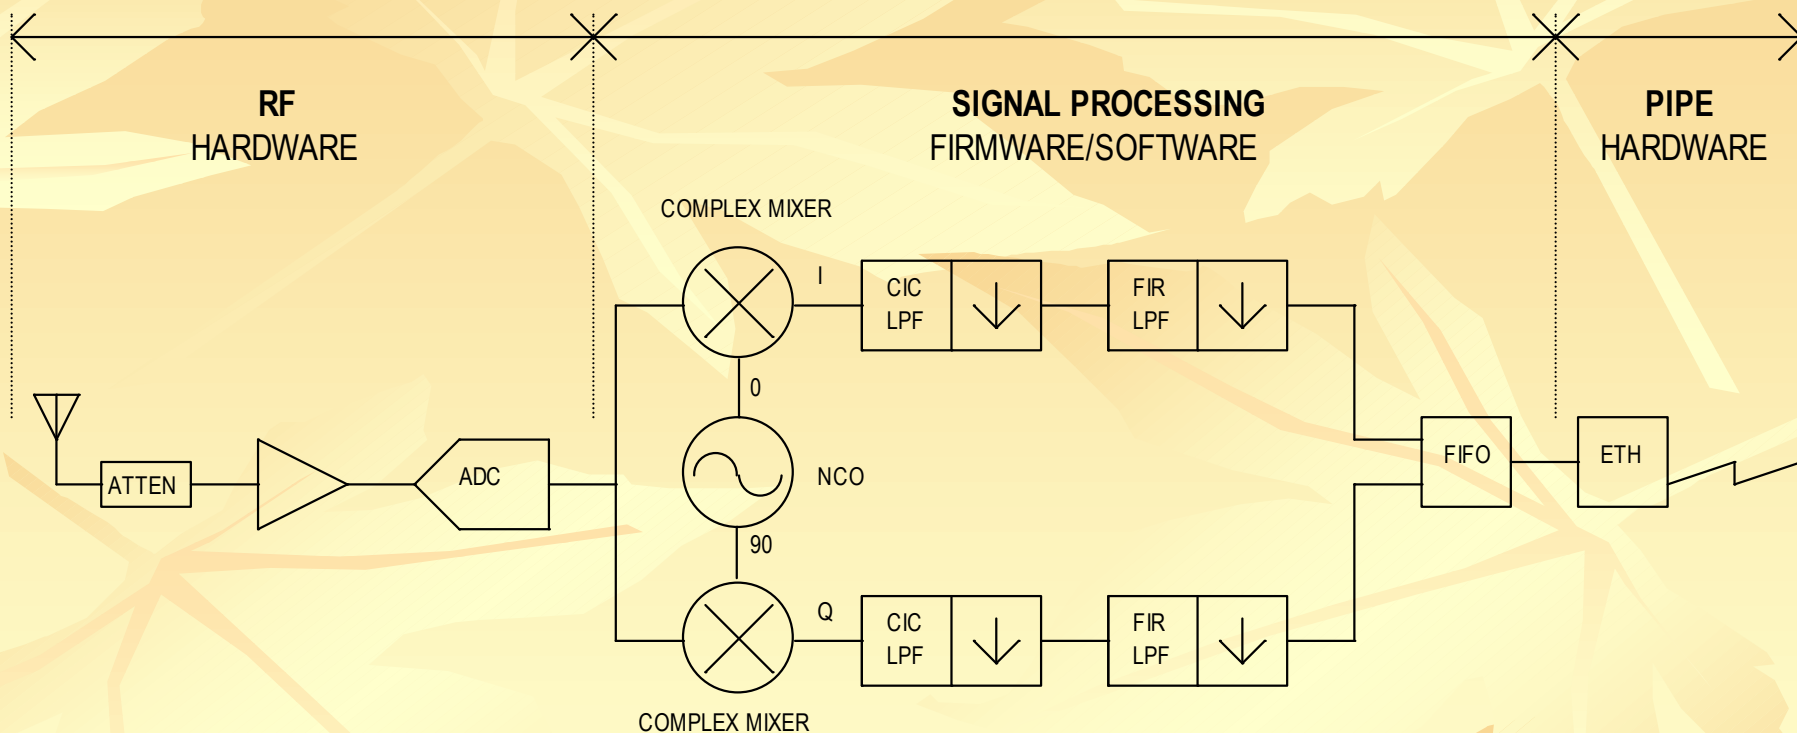 RF
HARDWARE
SIGNAL PROCESSING
FIRMWARE/SOFTWARE
PIPE
HARDWARE
COMPLEX MIXER
I
CIC
LPF
FIR
LPF
0
ATTEN
ADC
NCO
FIFO
ETH
90
Q
CIC
LPF
FIR
LPF
COMPLEX MIXER